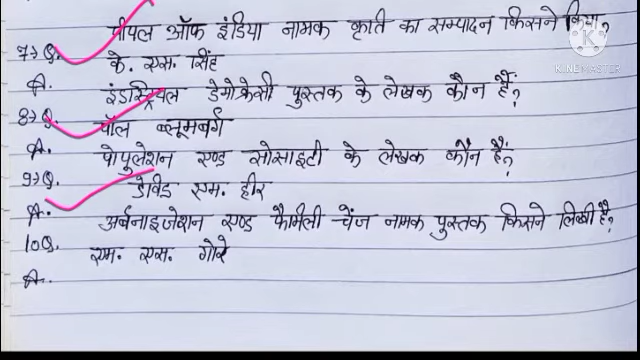 पीपल ऑफ इंडिया नामक कृति का सम्पादन किसने किया?
7→Q.
के. एस. सिंह
A.
इंडस्ट्रियल डेमोक्रेसी पुस्तक के लेखक कौन हैं?
8→Q.
पॉल ब्लूमबर्ग
A.
पोपुलेशन एण्ड सोसाइटी के लेखक कौन हैं?
9→Q.
डेविड एम. हीर
A.
अर्बनाइजेशन एण्ड फैमिली चेंज नामक पुस्तक किसने लिखी है?
10Q.
एम. एस. गोरे
A.
KINEMASTER